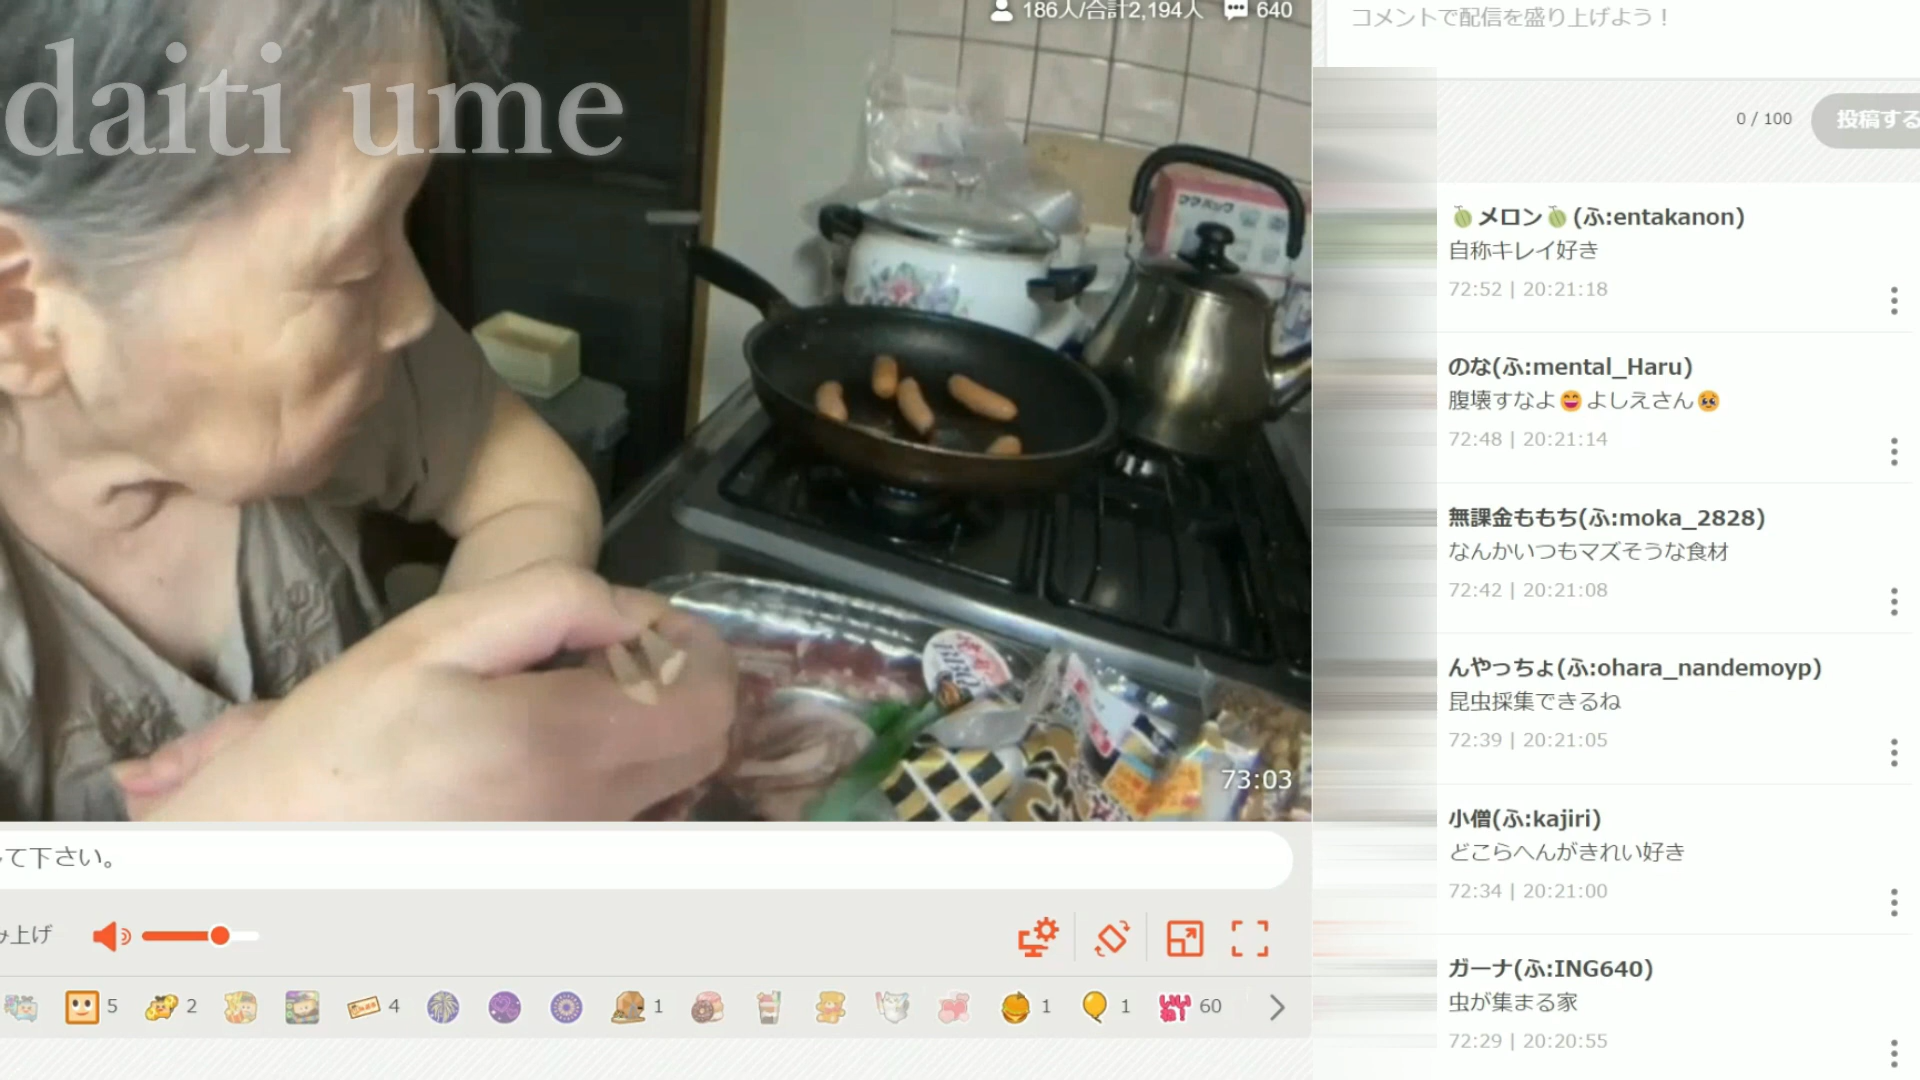 186人/合計2,194人 640
daiti ume
ママパック
73:03
して下さい。
み上げ
5 2 4 1 1 1 60
コメントで配信を盛り上げよう！
0 / 100 投稿する
メロン(ふ:entakanon)
自称キレイ好き
72:52 | 20:21:18
のな(ふ:mental_Haru)
腹壊すなよ😆よしえさん🥺
72:48 | 20:21:14
無課金ももち(ふ:moka_2828)
なんかいつもマズそうな食材
72:42 | 20:21:08
んやっちょ(ふ:ohara_nandemoyp)
昆虫採集できるね
72:39 | 20:21:05
小僧(ふ:kajiri)
どこらへんがきれい好き
72:34 | 20:21:00
ガーナ(ふ:ING640)
虫が集まる家
72:29 | 20:20:55